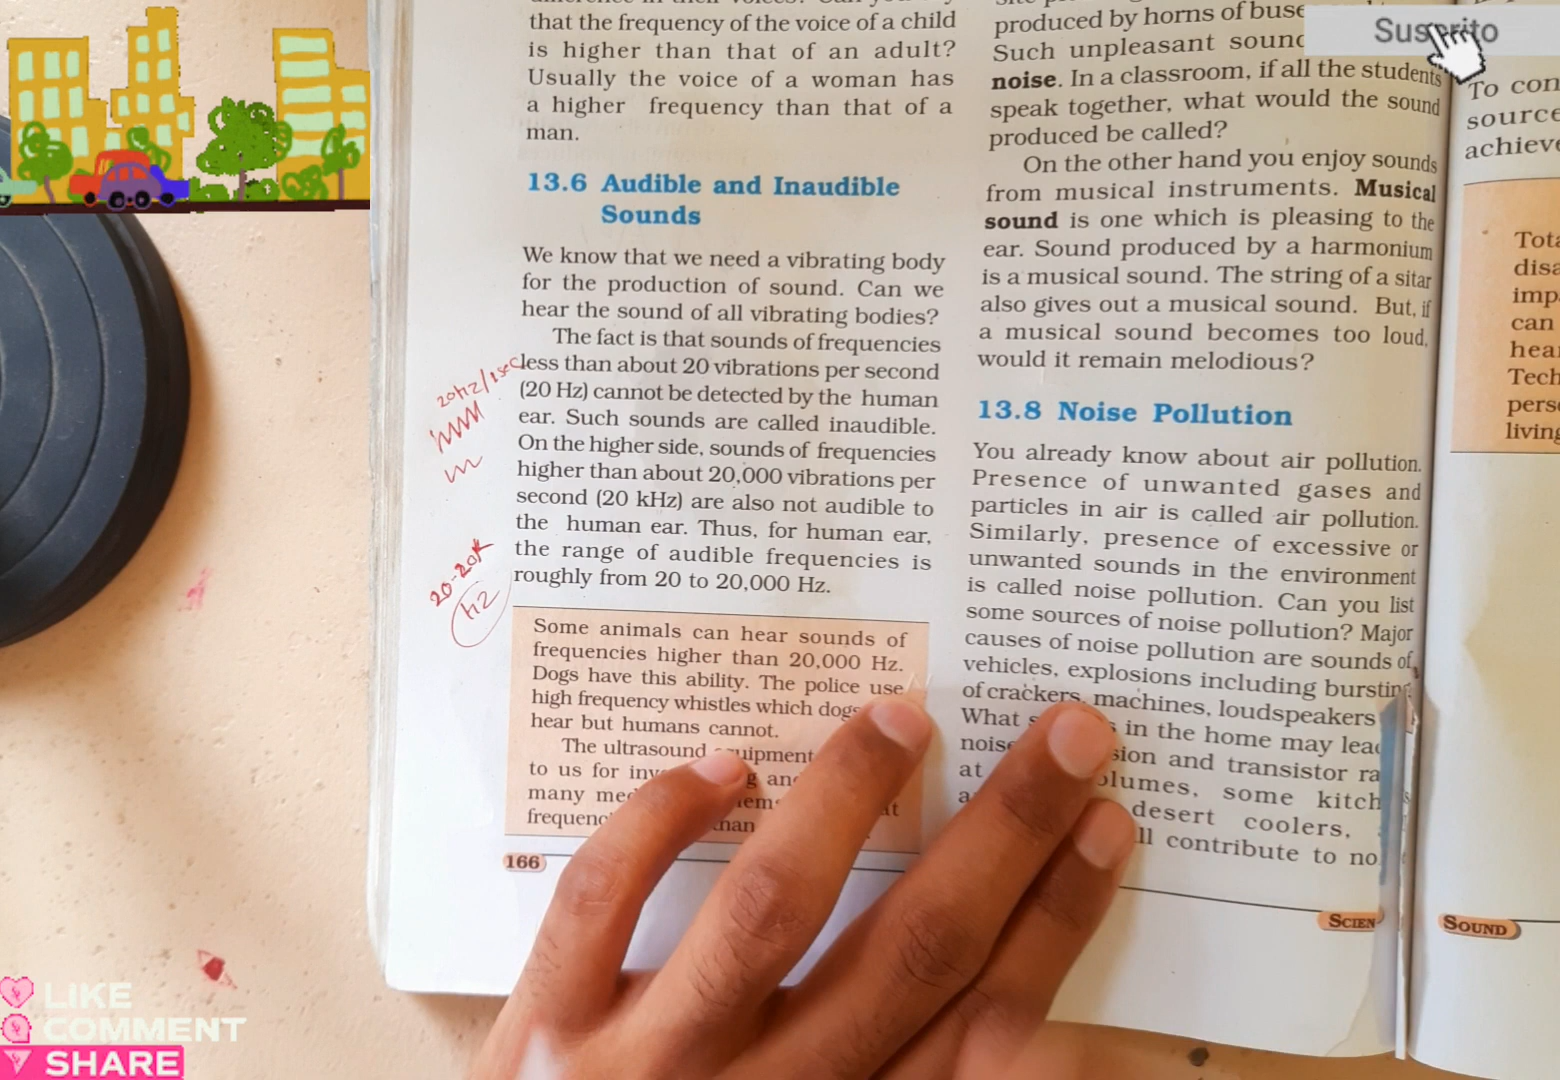 that the frequency of the voice of a child
is higher than that of an adult?
Usually the voice of a woman has
a higher frequency than that of a
man.
13.6 Audible and Inaudible
Sounds
We know that we need a vibrating body
for the production of sound. Can we
hear the sound of all vibrating bodies?
The fact is that sounds of frequencies
less than about 20 vibrations per second
(20 Hz) cannot be detected by the human
ear. Such sounds are called inaudible.
On the higher side, sounds of frequencies
higher than about 20,000 vibrations per
second (20 kHz) are also not audible to
the human ear. Thus, for human ear,
the range of audible frequencies is
roughly from 20 to 20,000 Hz.
20Hz/1sec
20-20K
Hz
Some animals can hear sounds of
frequencies higher than 20,000 Hz.
Dogs have this ability. The police use
high frequency whistles which dogs
hear but humans cannot.
The ultrasound
to us for
many
166
produced by horns of
Such unpleasant
noise. In a classroom, if all the students
speak together, what would the sound
produced be called?
On the other hand you enjoy sounds
from musical instruments. Musical
sound is one which is pleasing to the
ear. Sound produced by a harmonium
is a musical sound. The string of a sitar
also gives out a musical sound. But, if
a musical sound becomes too loud,
would it remain melodious?
13.8 Noise Pollution
You already know about air pollution.
Presence of unwanted gases and
particles in air is called air pollution.
Similarly, presence of excessive or
unwanted sounds in the environment
is called noise pollution. Can you list
some sources of noise pollution? Major
causes of noise pollution are sounds of
vehicles, explosions including bursting
of crackers, machines, loudspeakers
What in the home may
and transistor
at some
desert coolers,
contribute to
To
source
SOUND
LIKE
COMMENT
SHARE